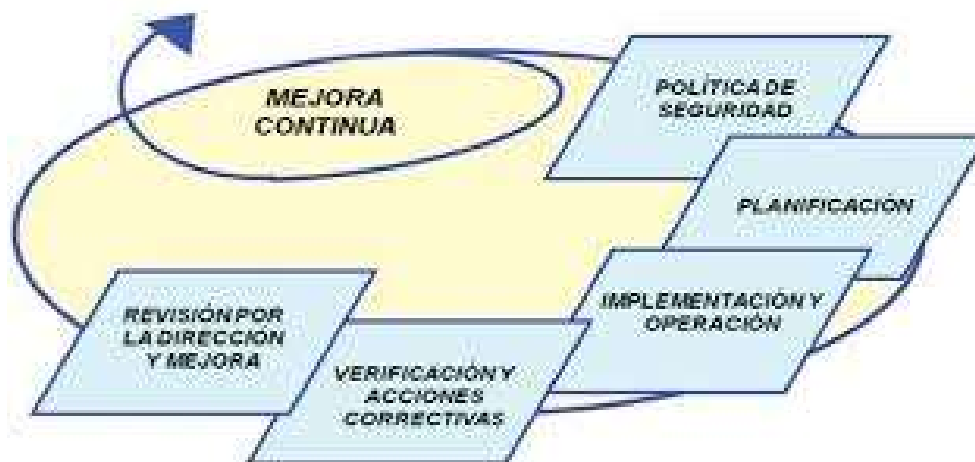 MEJORA
CONTINUA
POLÍTICA DE
SEGURIDAD
PLANIFICACIÓN
IMPLEMENTACIÓN Y
OPERACIÓN
VERIFICACIÓN Y
ACCIONES
CORRECTIVAS
REVISIÓN POR
LA DIRECCIÓN
Y MEJORA